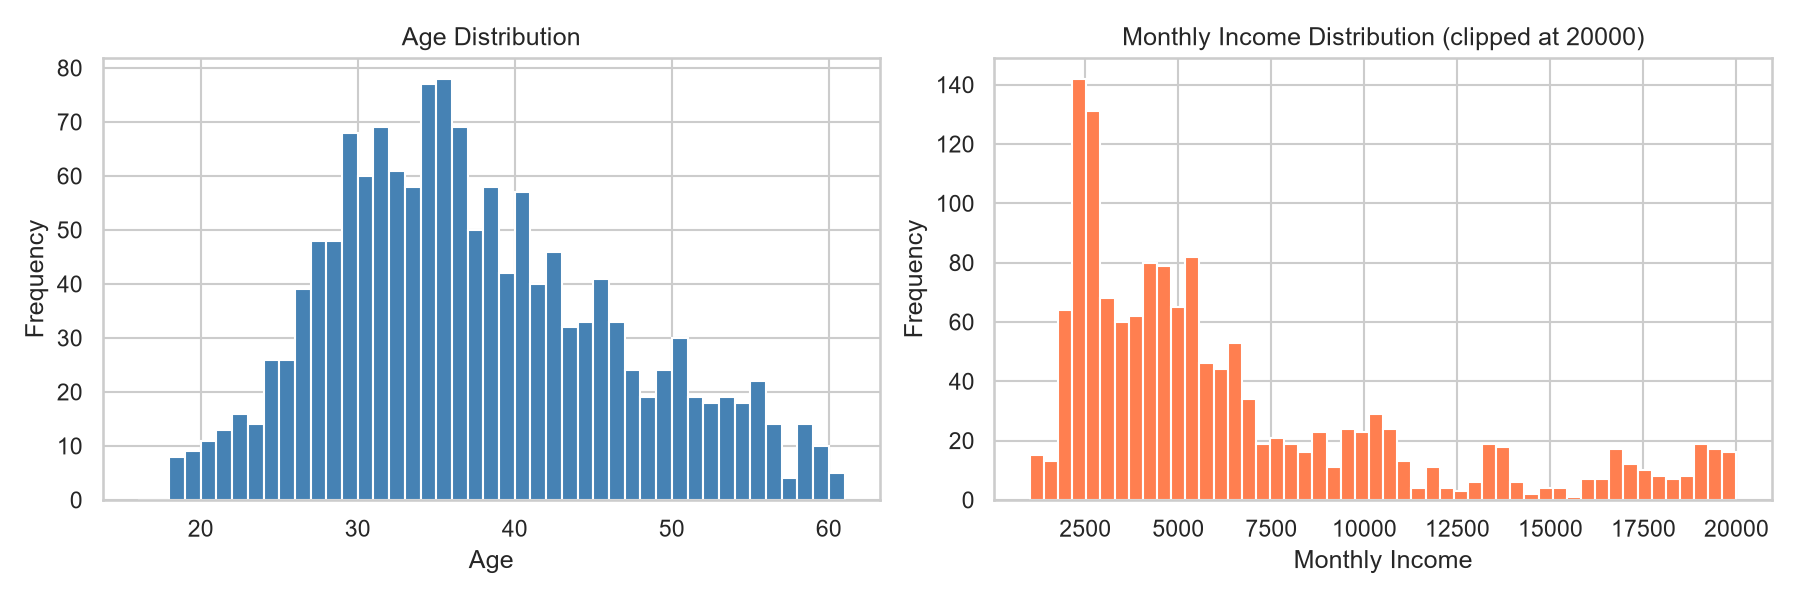 Age Distribution
80
70
60
50
40
30
20
10
0
Frequency
20 30 40 50 60
Age
Monthly Income Distribution (clipped at 20000)
140
120
100
80
60
40
20
0
Frequency
2500 5000 7500 10000 12500 15000 17500 20000
Monthly Income